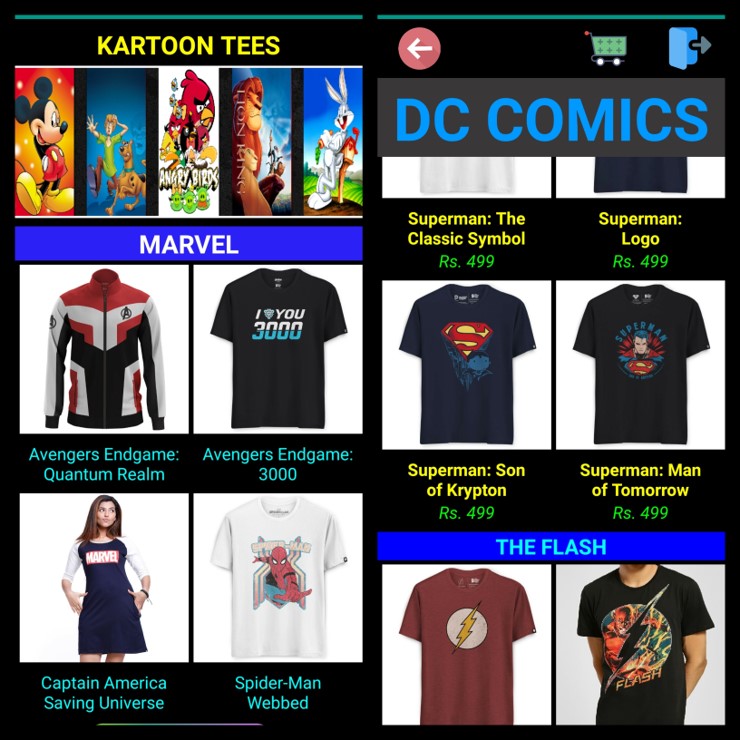 KARTOON TEES
LION KING
ANGRY BIRDS
MARVEL
I YOU
3000
Avengers Endgame:
Quantum Realm
Avengers Endgame:
3000
MARVEL
SPIDER-MAN
Captain America
Saving Universe
Spider-Man
Webbed
DC COMICS
Superman: The
Classic Symbol
Rs. 499
Superman:
Logo
Rs. 499
SUPERMAN
Superman: Son
of Krypton
Rs. 499
Superman: Man
of Tomorrow
Rs. 499
THE FLASH
FLASH